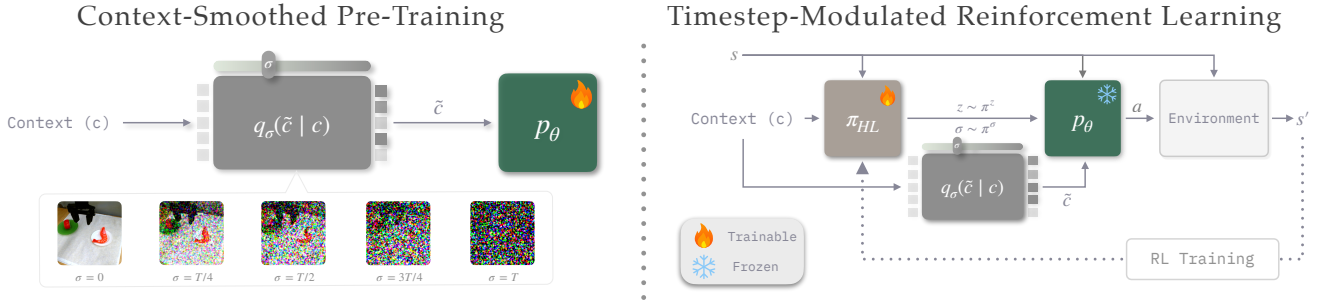 Context-Smoothed Pre-Training
σ
Context (c)
q_σ(c̃ | c)
c̃
p_θ
σ = 0
σ = T/4
σ = T/2
σ = 3T/4
σ = T
Timestep-Modulated Reinforcement Learning
s
Context (c)
π_HL
z ~ π^z
σ ~ π^σ
p_θ
a
Environment
s′
σ
q_σ(c̃ | c)
c̃
Trainable
Frozen
RL Training